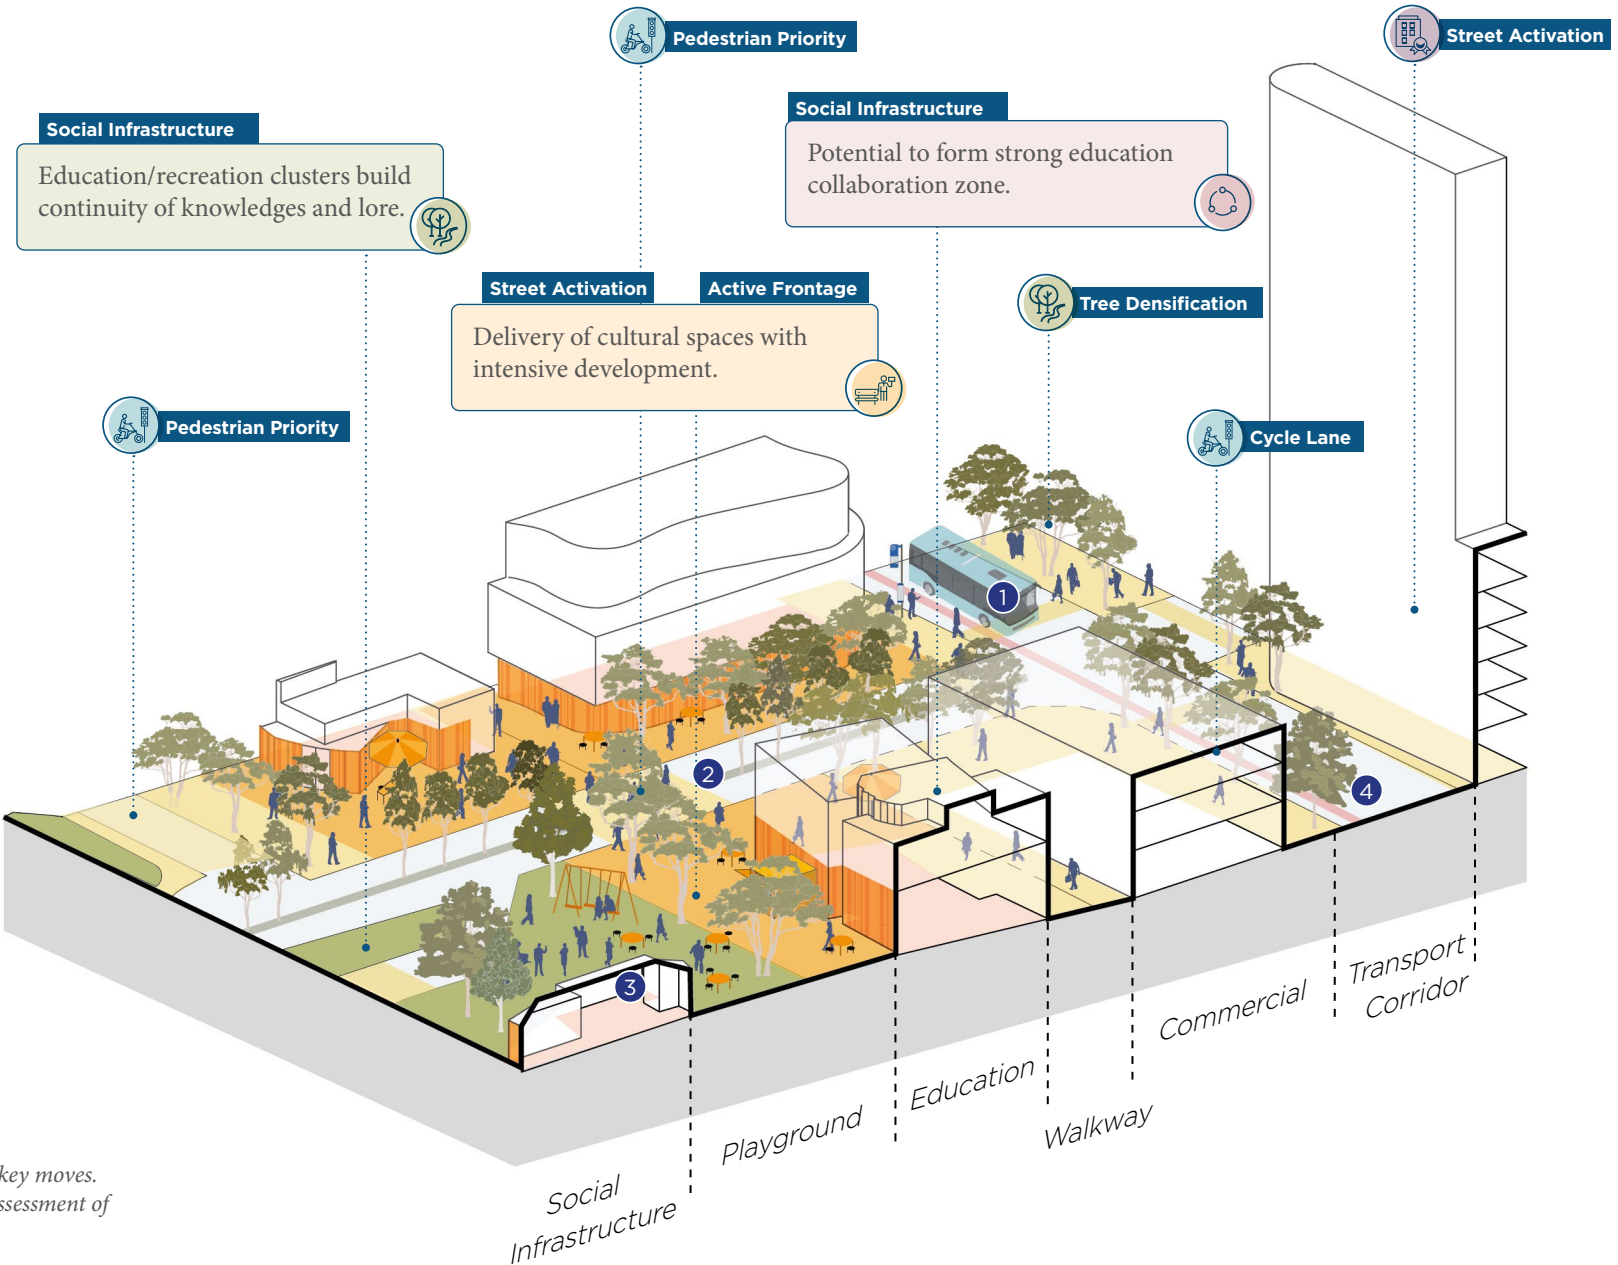 Pedestrian Priority
Street Activation
Social Infrastructure
Education/recreation clusters build
continuity of knowledges and lore.
Social Infrastructure
Potential to form strong education
collaboration zone.
Street Activation
Active Frontage
Delivery of cultural spaces with
intensive development.
Tree Densification
Pedestrian Priority
Cycle Lane
1
2
3
4
Transport
Corridor
Commercial
Education
Walkway
Playground
Social
Infrastructure
key moves.
ssessment of